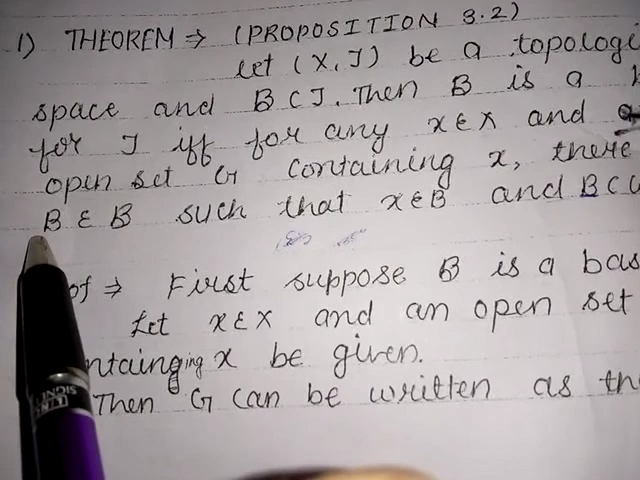 1) THEOREM ⇒ (PROPOSITION 3.2)
Let (X, J) be a topologi
space and B ⊂ J. Then B is a
for J iff for any x ∈ X and
open set G containing x, there
B ∈ B such that x ∈ B and B ⊂ G
of ⇒ First suppose B is a bas
Let x ∈ X and an open set
ntainging x be given.
Then G can be written as th